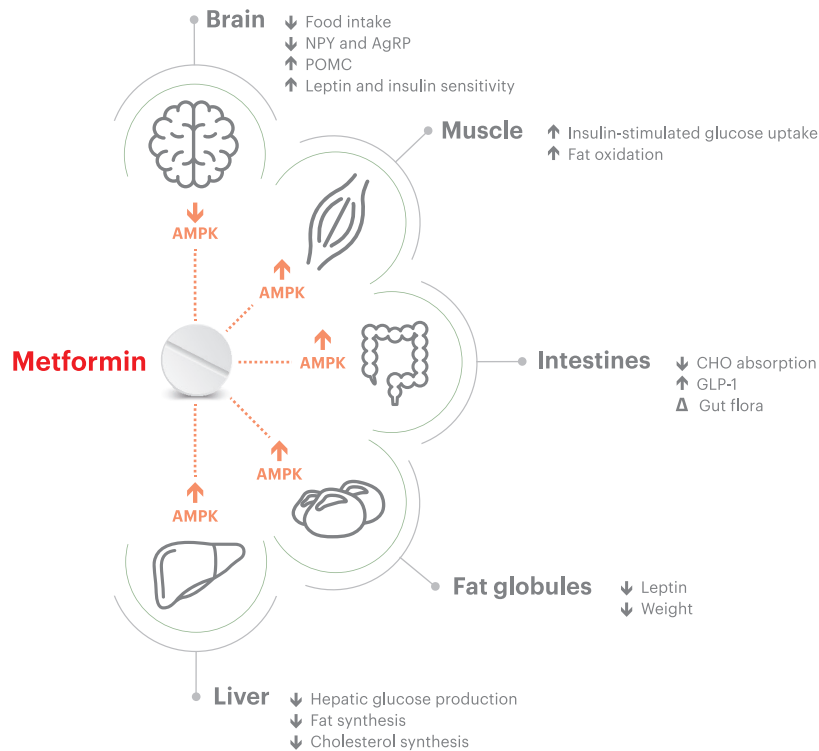 Brain
↓ Food intake
↓ NPY and AgRP
↑ POMC
↑ Leptin and insulin sensitivity
Muscle
↑ Insulin-stimulated glucose uptake
↑ Fat oxidation
↓
AMPK
↑
AMPK
Metformin
↑
AMPK
Intestines
↓ CHO absorption
↑ GLP-1
Δ Gut flora
↑
AMPK
↑
AMPK
Fat globules
↓ Leptin
↓ Weight
Liver
↓ Hepatic glucose production
↓ Fat synthesis
↓ Cholesterol synthesis